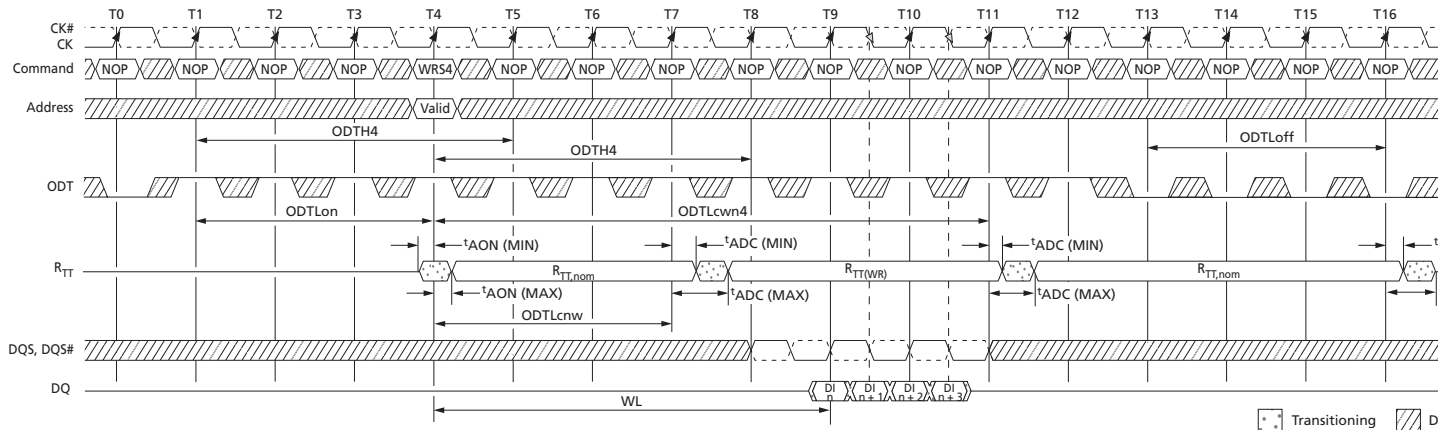 T0 T1 T2 T3 T4 T5 T6 T7 T8 T9 T10 T11 T12 T13 T14 T15 T16
CK#
CK
Command NOP NOP NOP NOP WRS4 NOP NOP NOP NOP NOP NOP NOP NOP NOP NOP NOP NOP
Address Valid
ODTH4 ODTLoff
ODTH4
ODT
ODTLon ODTLcwn4
tAON (MIN) tADC (MIN) tADC (MIN) t
RTT RTT,nom RTT(WR) RTT,nom
tAON (MAX) tADC (MAX) tADC (MAX)
ODTLcnw
DQS, DQS#
DQ DI n DI n + 1 DI n + 2 DI n + 3
WL
Transitioning D